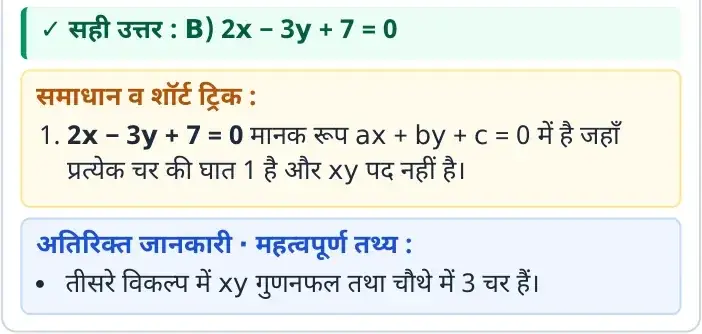 ✓ सही उत्तर : B) 2x − 3y + 7 = 0
समाधान व शॉर्ट ट्रिक :
1. 2x − 3y + 7 = 0 मानक रूप ax + by + c = 0 में है जहाँ
प्रत्येक चर की घात 1 है और xy पद नहीं है।
अतिरिक्त जानकारी · महत्वपूर्ण तथ्य :
• तीसरे विकल्प में xy गुणनफल तथा चौथे में 3 चर हैं।